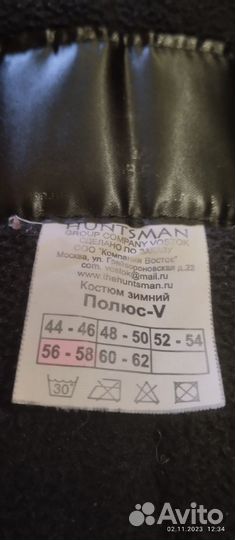 HUNTSMAN
GROUP COMPANY VOSTOK
СДЕЛАНО ПО ЗАКАЗУ
ООО "Компания Восток"
Москва, ул. Говвороновская д.22
com_vostok@mail.ru
www.thehuntsman.ru
Костюм зимний
Полюс-V
44 - 46 48 - 50 52 - 54
56 - 58 60 - 62
30°
Avito
02.11.2023 12:34